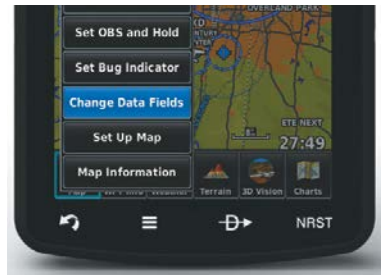 OVERLAND PARK
Set OBS and Hold
Set Bug Indicator
Change Data Fields
ETE NEXT
Set Up Map
27:49
Map Information
Terrain
3D Vision
Charts
NRST